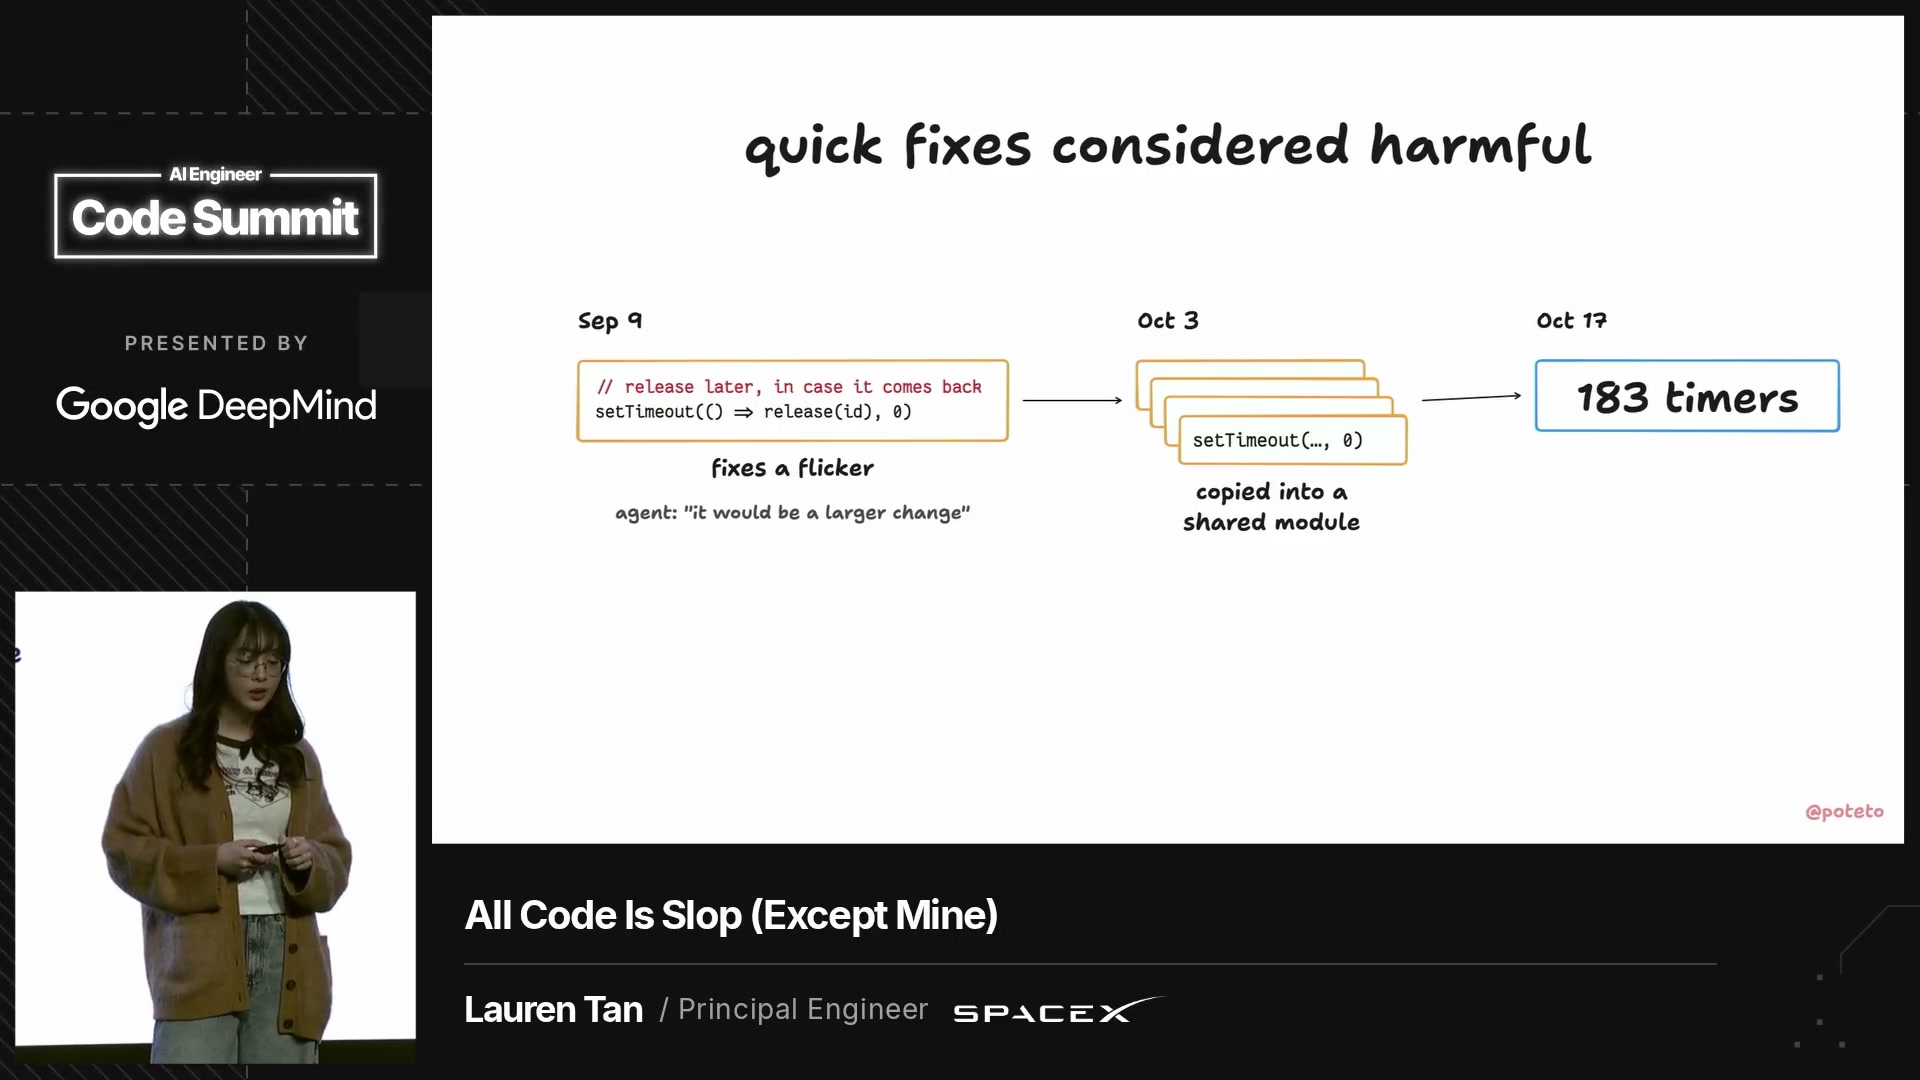 AI Engineer
Code Summit
PRESENTED BY
Google DeepMind
quick fixes considered harmful
Sep 9
// release later, in case it comes back
setTimeout(() => release(id), 0)
fixes a flicker
agent: "it would be a larger change"
Oct 3
setTimeout(…, 0)
copied into a
shared module
Oct 17
183 timers
@poteto
All Code Is Slop (Except Mine)
Lauren Tan / Principal Engineer SPACEX